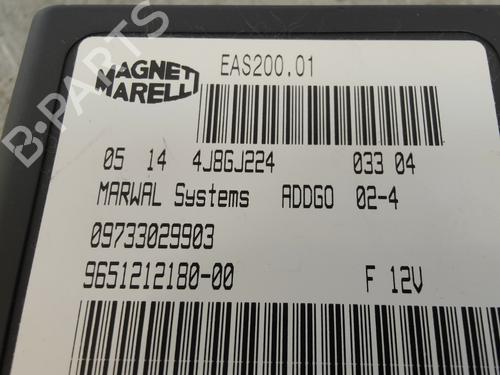 B-PARTS
MAGNETI
MARELLI
EAS200.01
05 14 4J8GJ224 033 04
MARWAL Systems ADDGO 02-4
09733029903
9651212180-00 F 12V